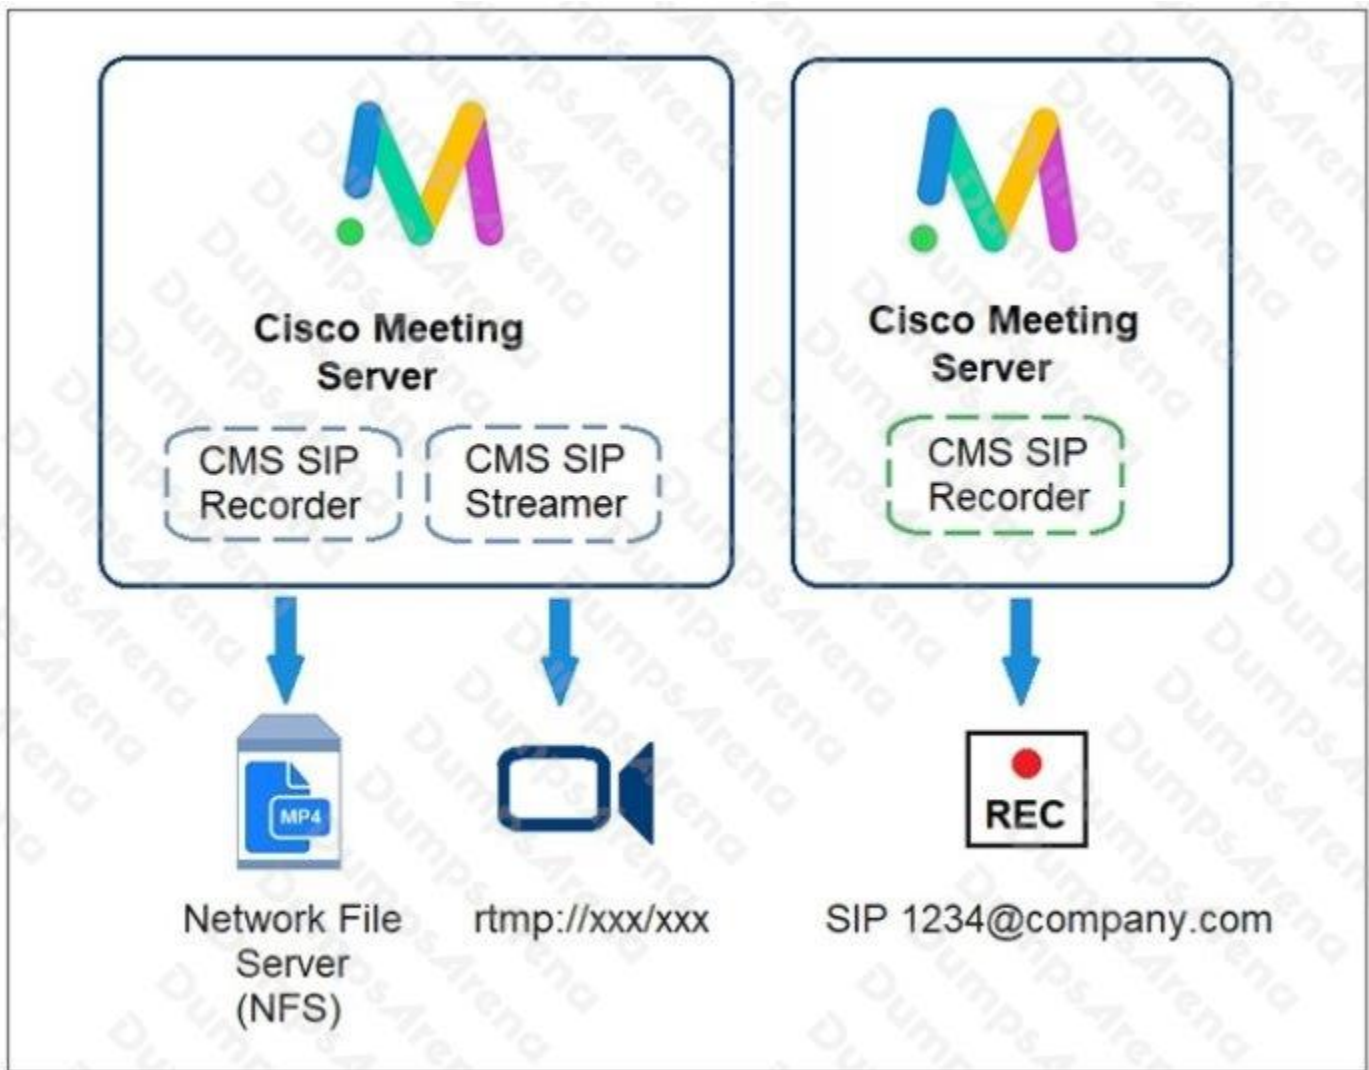 Cisco Meeting
Server
CMS SIP
Recorder
CMS SIP
Streamer
MP4
Network File
Server
(NFS)
rtmp://xxx/xxx
Cisco Meeting
Server
CMS SIP
Recorder
REC
SIP 1234@company.com
DumpsArena